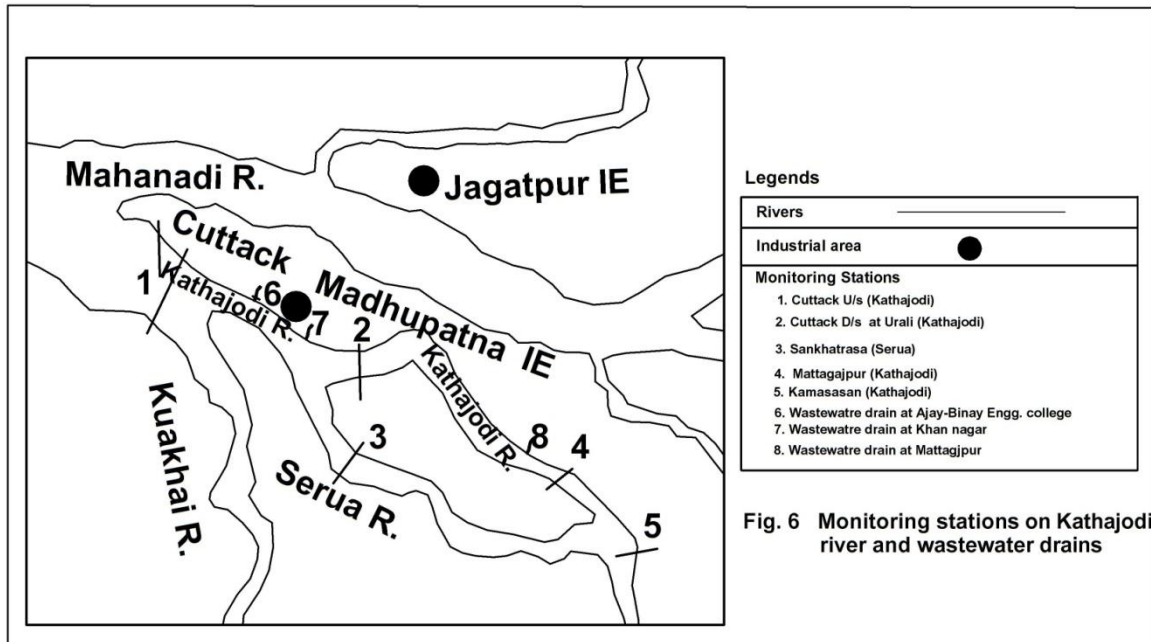 Mahanadi R.
Jagatpur IE
Cuttack Madhupatna IE
1
Kathajodi R.
6
7
2
Kathajodi R.
Kuakhai R.
3
Serua R.
8
4
5
Legends
Rivers
Industrial area
Monitoring Stations
1. Cuttack U/s (Kathajodi)
2. Cuttack D/s at Urali (Kathajodi)
3. Sankhatrasa (Serua)
4. Mattagajpur (Kathajodi)
5. Kamasasan (Kathajodi)
6. Wastewatre drain at Ajay-Binay Engg. college
7. Wastewatre drain at Khan nagar
8. Wastewatre drain at Mattagjpur
Fig. 6 Monitoring stations on Kathajodi
river and wastewater drains